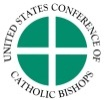 UNITED STATES CONFERENCE OF
CATHOLIC BISHOPS